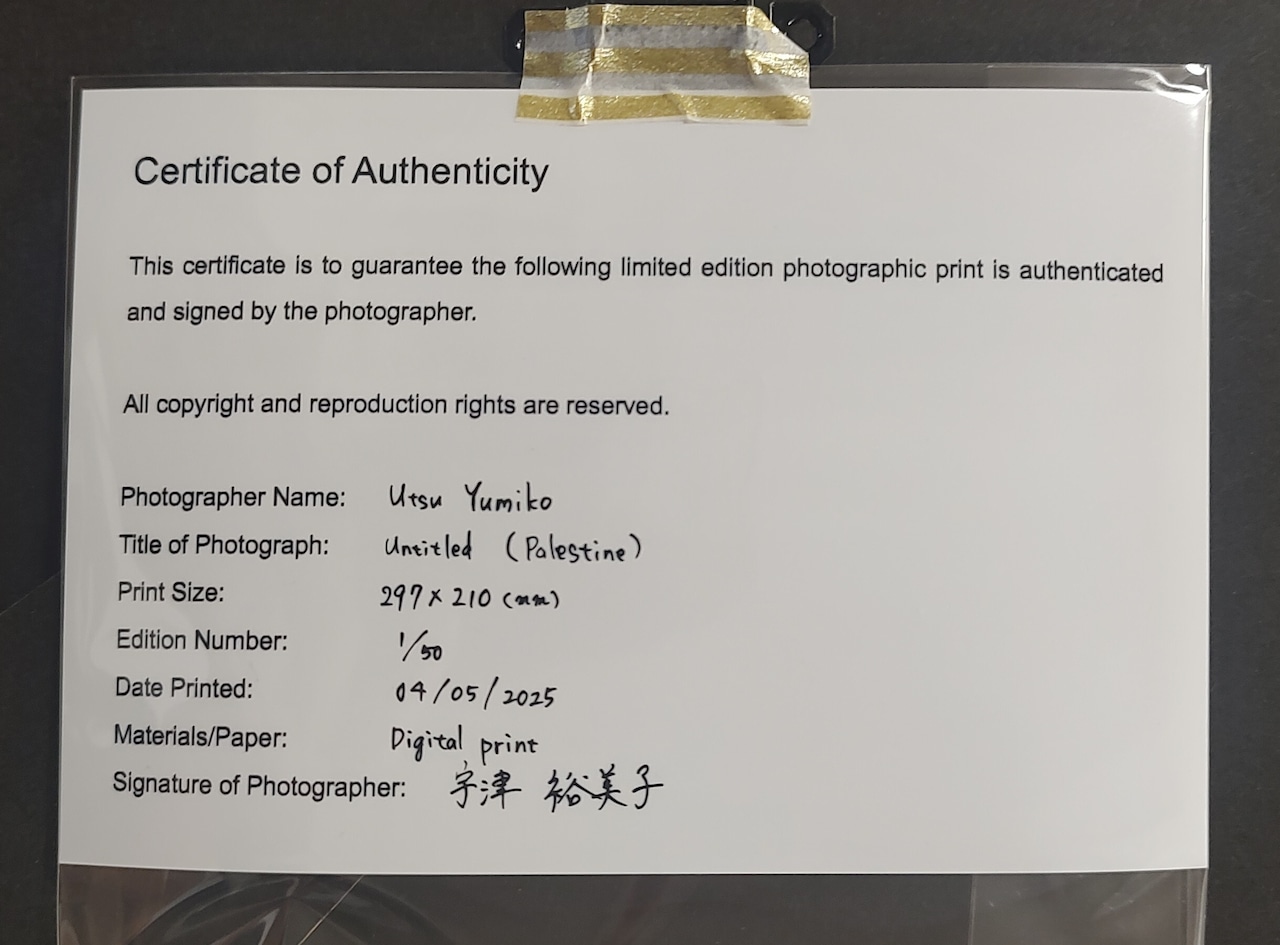 Certificate of Authenticity
This certificate is to guarantee the following limited edition photographic print is authenticated
and signed by the photographer.
All copyright and reproduction rights are reserved.
Photographer Name: Utsu Yumiko
Title of Photograph: Untitled (Palestine)
Print Size: 297 × 210 (mm)
Edition Number: 1/50
Date Printed: 04/05/2025
Materials/Paper: Digital print
Signature of Photographer: 宇津 裕美子